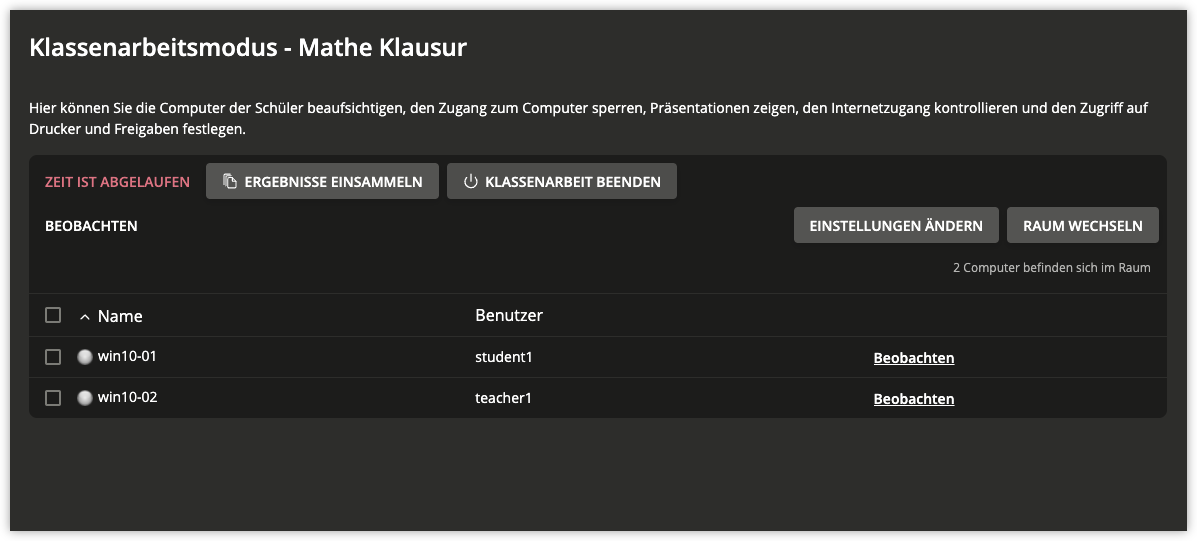 Klassenarbeitsmodus - Mathe Klausur
Hier können Sie die Computer der Schüler beaufsichtigen, den Zugang zum Computer sperren, Präsentationen zeigen, den Internetzugang kontrollieren und den Zugriff auf
Drucker und Freigaben festlegen.
ZEIT IST ABGELAUFEN ERGEBNISSE EINSAMMELN KLASSENARBEIT BEENDEN
BEOBACHTEN EINSTELLUNGEN ÄNDERN RAUM WECHSELN
2 Computer befinden sich im Raum
Name Benutzer
win10-01 student1 Beobachten
win10-02 teacher1 Beobachten